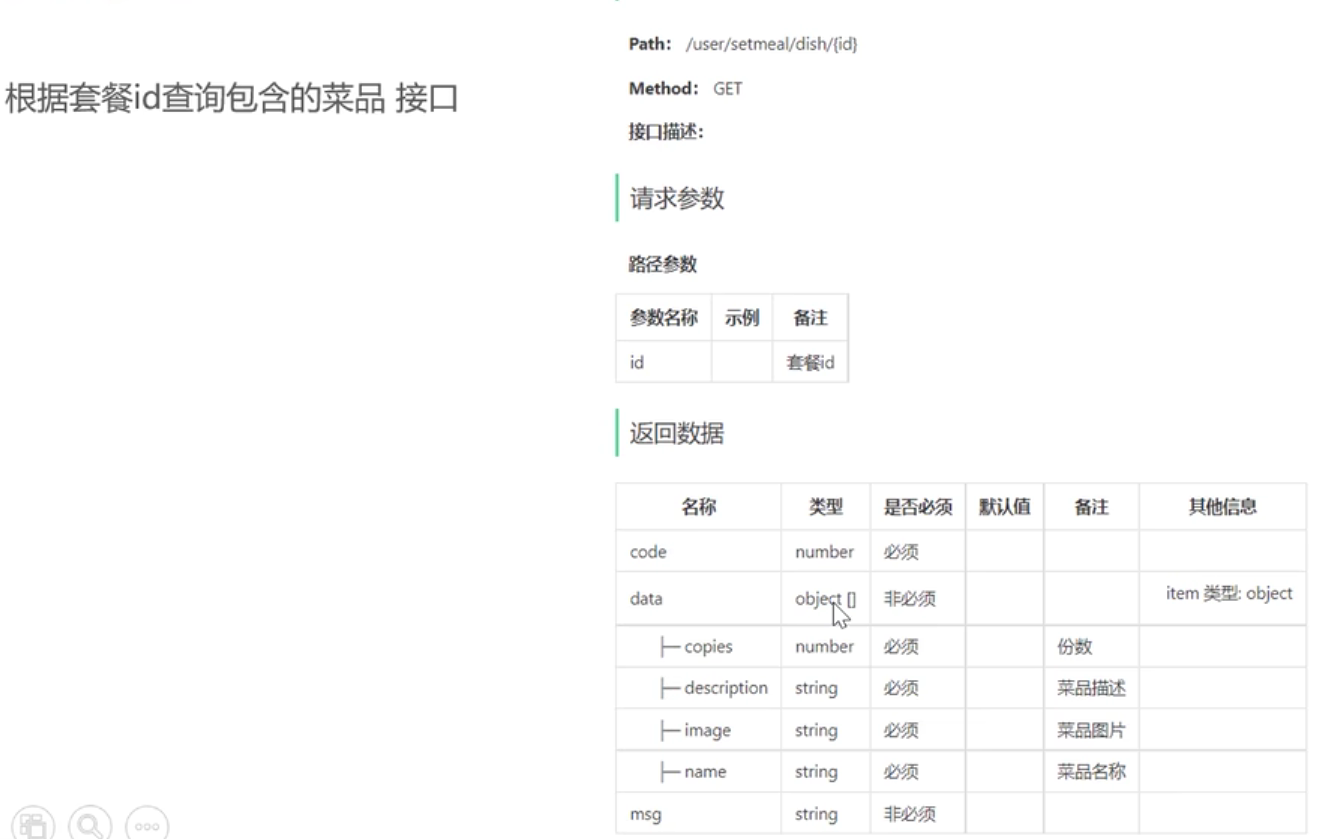 根据套餐id查询包含的菜品 接口
Path： /user/setmeal/dish/{id}
Method： GET
接口描述：
请求参数
路径参数
参数名称 示例 备注
id 套餐id
返回数据
名称 类型 是否必须 默认值 备注 其他信息
code number 必须
data object [] 非必须 item 类型: object
├─ copies number 必须 份数
├─ description string 必须 菜品描述
├─ image string 必须 菜品图片
├─ name string 必须 菜品名称
msg string 非必须